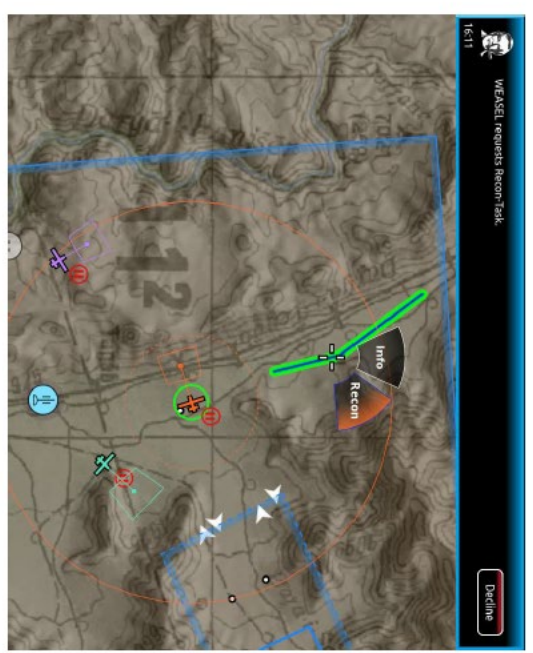 16:11
WEASEL requests Recon-Task.
Decline
Info
Recon
112